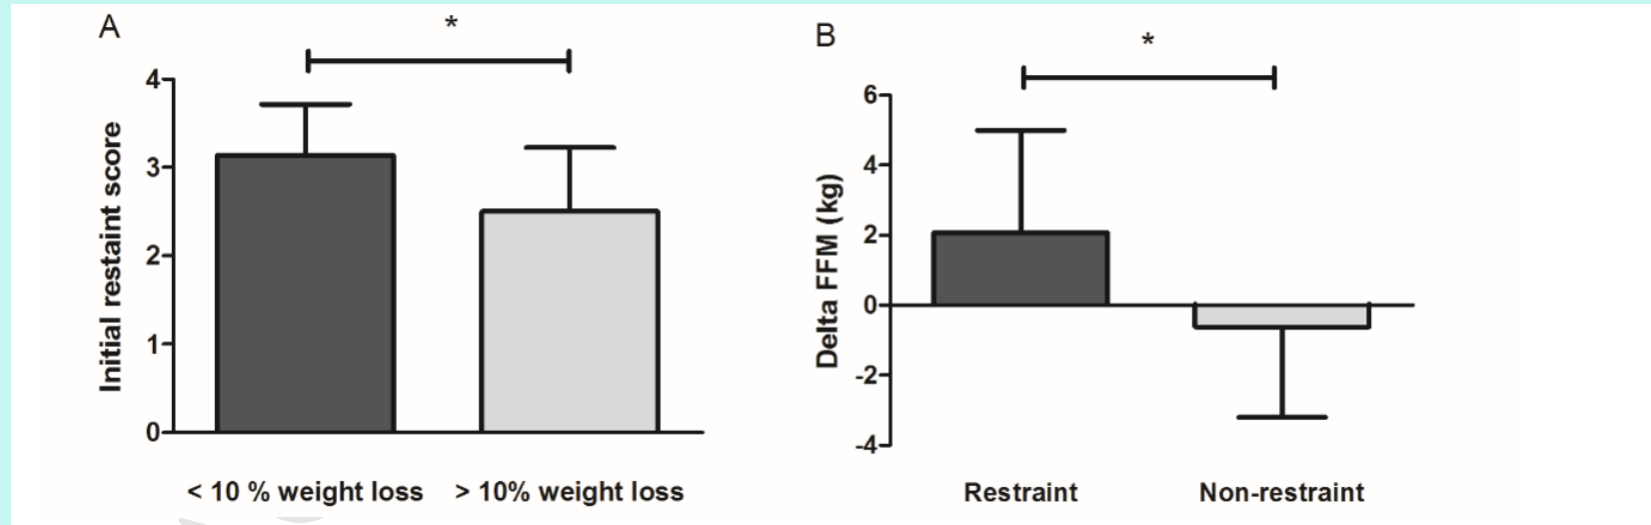 A
*
4
3
2
1
0
Initial restaint score
< 10 % weight loss
> 10% weight loss
B
*
6
4
2
0
-2
-4
Delta FFM (kg)
Restraint
Non-restraint